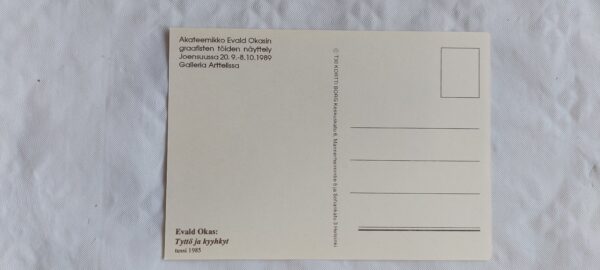 Akateemikko Evald Okasin
graafisten töiden näyttely
Joensuussa 20.9.-8.10.1989
Galleria Arttelissa
Evald Okas:
Tyttö ja kyyhkyt
tussi 1985